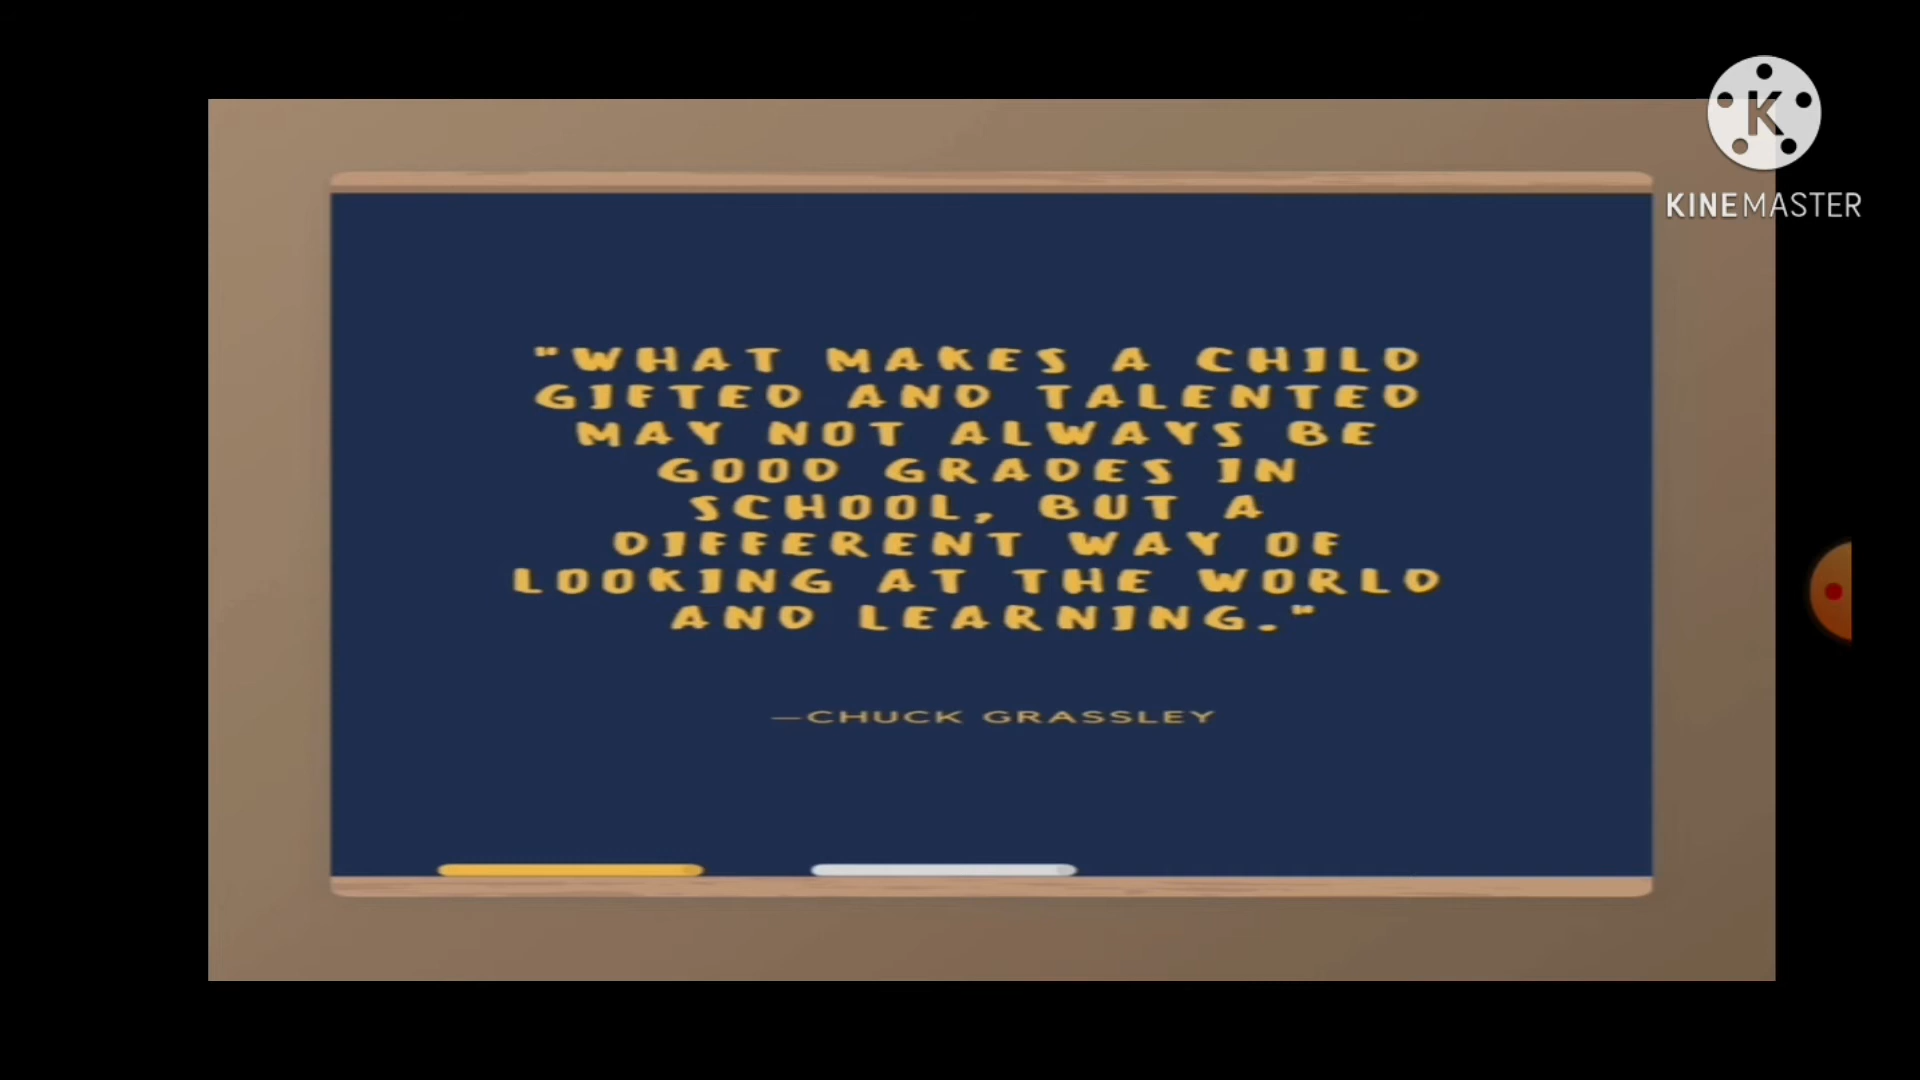 K
KINEMASTER
"WHAT MAKES A CHILD
GIFTED AND TALENTED
MAY NOT ALWAYS BE
GOOD GRADES IN
SCHOOL, BUT A
DIFFERENT WAY OF
LOOKING AT THE WORLD
AND LEARNING."
—CHUCK GRASSLEY